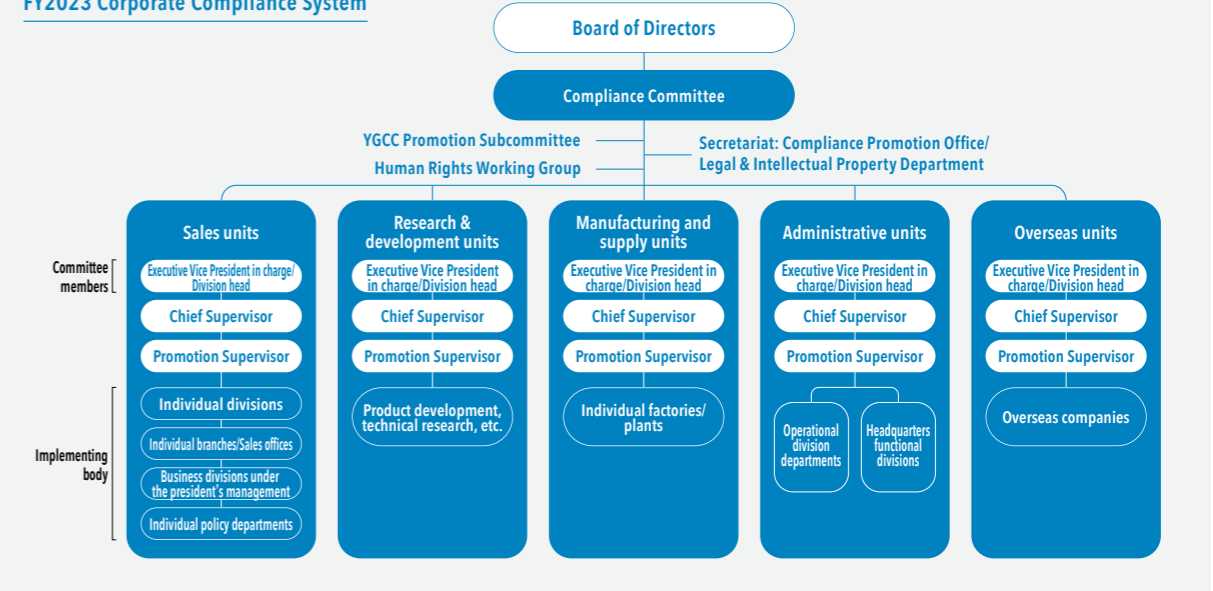 FY2023 Corporate Compliance System
Board of Directors
Compliance Committee
YGCC Promotion Subcommittee
Human Rights Working Group
Secretariat: Compliance Promotion Office/
Legal & Intellectual Property Department
Committee
members
Implementing
body
Sales units
Executive Vice President in charge/
Division head
Chief Supervisor
Promotion Supervisor
Individual divisions
Individual branches/Sales offices
Business divisions under
the president's management
Individual policy departments
Research &
development units
Executive Vice President
in charge/Division head
Chief Supervisor
Promotion Supervisor
Product development,
technical research, etc.
Manufacturing and
supply units
Executive Vice President in
charge/Division head
Chief Supervisor
Promotion Supervisor
Individual factories/
plants
Administrative units
Executive Vice President in
charge/Division head
Chief Supervisor
Promotion Supervisor
Operational
division
departments
Headquarters
functional
divisions
Overseas units
Executive Vice President in
charge/Division head
Chief Supervisor
Promotion Supervisor
Overseas companies